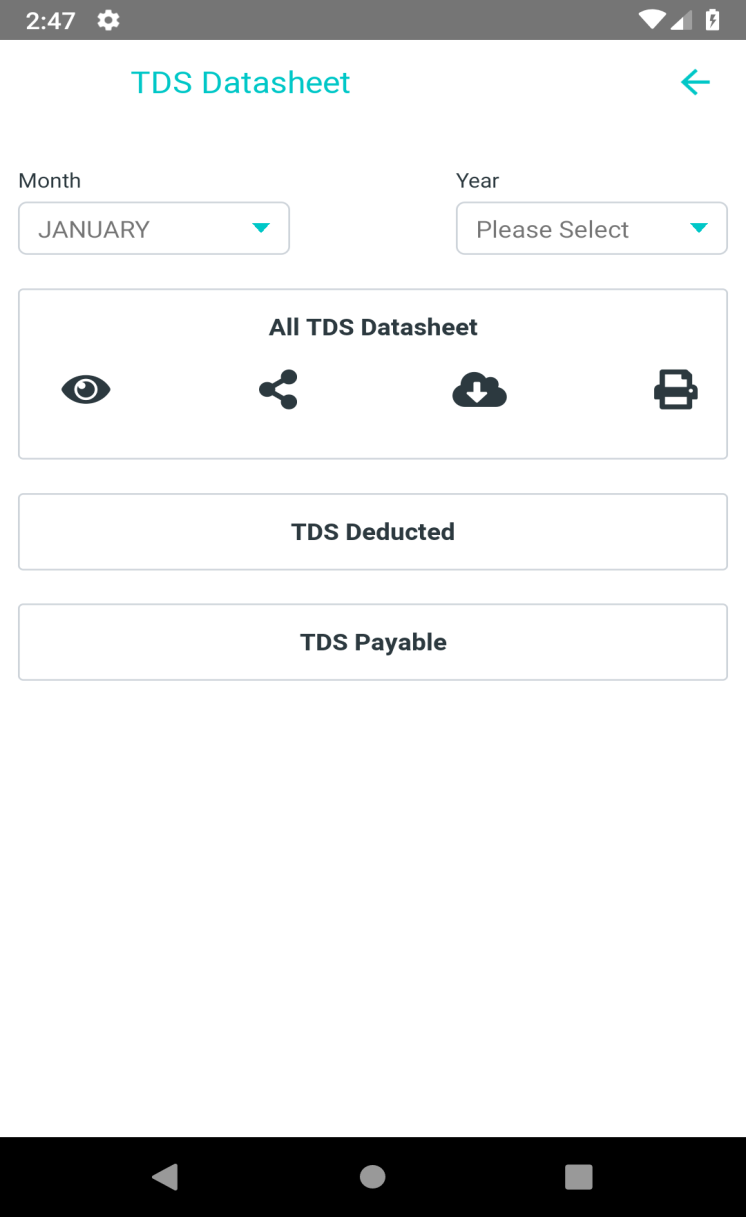 2:47
TDS Datasheet
Month
Year
JANUARY
Please Select
All TDS Datasheet
TDS Deducted
TDS Payable